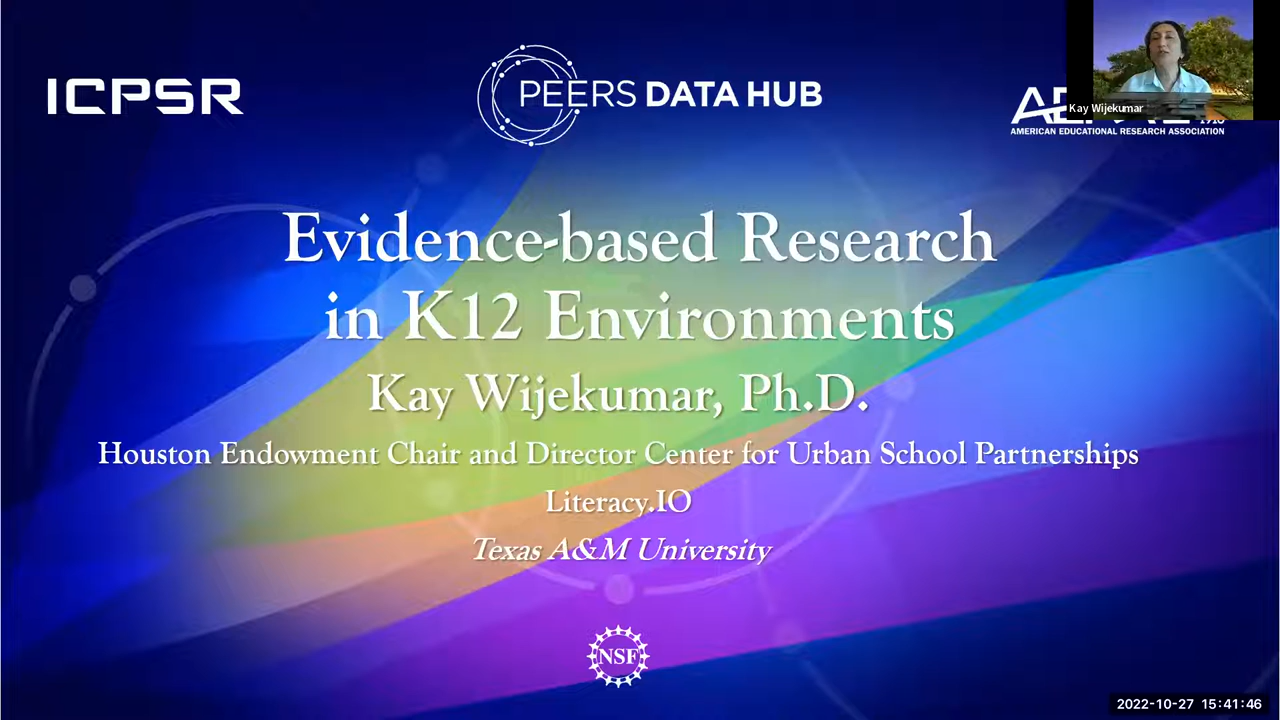 ICPSR
PEERS DATA HUB
Kay Wijekumar
AMERICAN EDUCATIONAL RESEARCH ASSOCIATION
Evidence-based Research
in K12 Environments
Kay Wijekumar, Ph.D.
Houston Endowment Chair and Director Center for Urban School Partnerships
Literacy.IO
Texas A&M University
NSF
2022-10-27 15:41:46